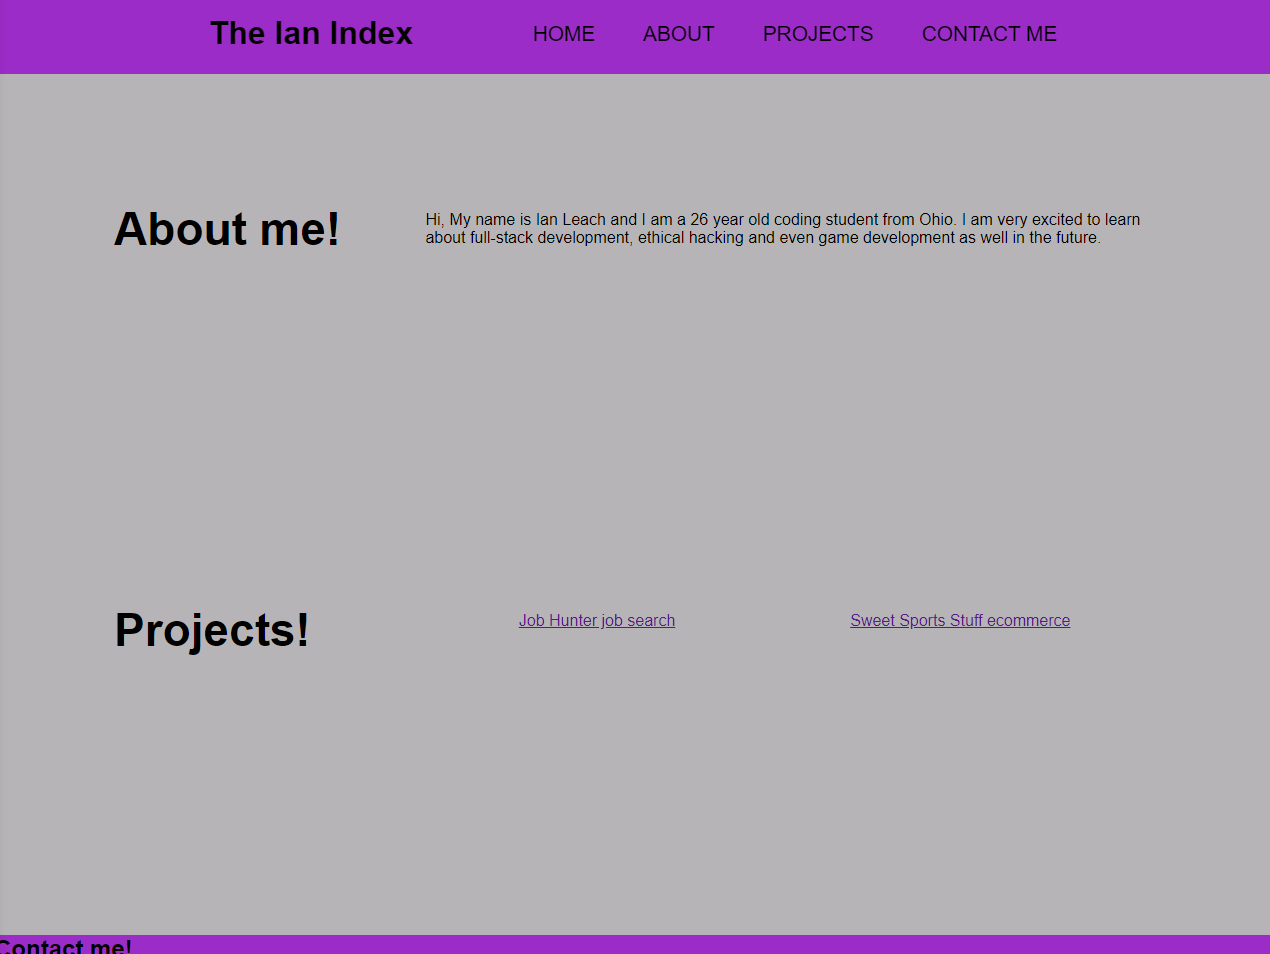 The Ian Index HOME ABOUT PROJECTS CONTACT ME
About me!
Hi, My name is Ian Leach and I am a 26 year old coding student from Ohio. I am very excited to learn
about full-stack development, ethical hacking and even game development as well in the future.
Projects!
Job Hunter job search
Sweet Sports Stuff ecommerce
Contact me!